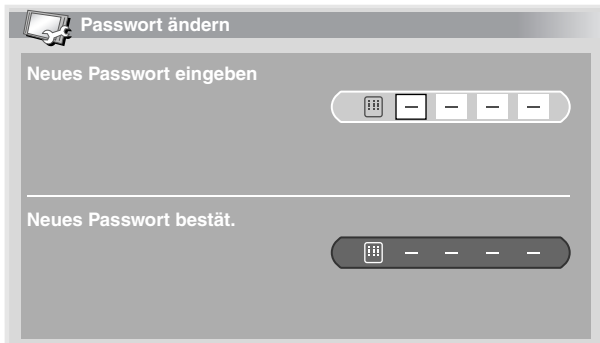 Passwort ändern
Neues Passwort eingeben
– – – –
Neues Passwort bestät.
– – – –